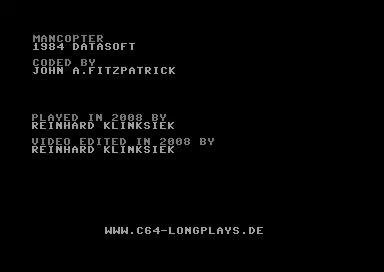 MANCOPTER
1984 DATASOFT
CODED BY
JOHN A.FITZPATRICK
PLAYED IN 2008 BY
REINHARD KLINKSIEK
VIDEO EDITED IN 2008 BY
REINHARD KLINKSIEK
WWW.C64-LONGPLAYS.DE